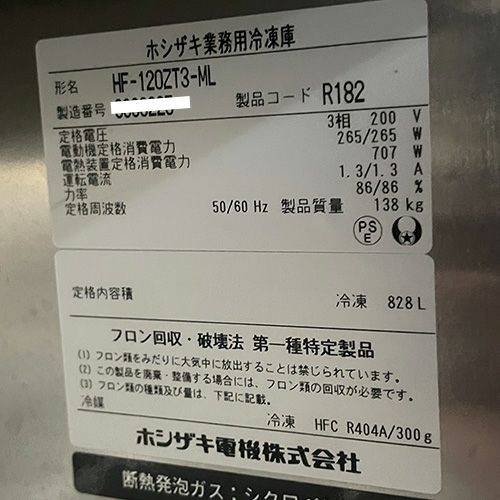 ホシザキ業務用冷凍庫
形名 HF-120ZT3-ML
製造番号
製品コード R182
3相 200 V
定格電圧
265/265 W
電動機定格消費電力
707 W
電熱装置定格消費電力
1.3/1.3 A
運転電流
86/86 %
力率
定格周波数 50/60 Hz 製品質量 138 kg
PS
E
定格内容積 冷凍 828 L
フロン回収・破壊法 第一種特定製品
(1) フロン類をみだりに大気中に放出することは禁じられています。
(2) この製品を廃棄・整備する場合には、フロン類の回収が必要です。
(3) フロン類の種類及び量は、下記に記載。
冷媒 冷凍 HFC R404A/300g
ホシザキ電機株式会社
断熱発泡ガス：シクロ